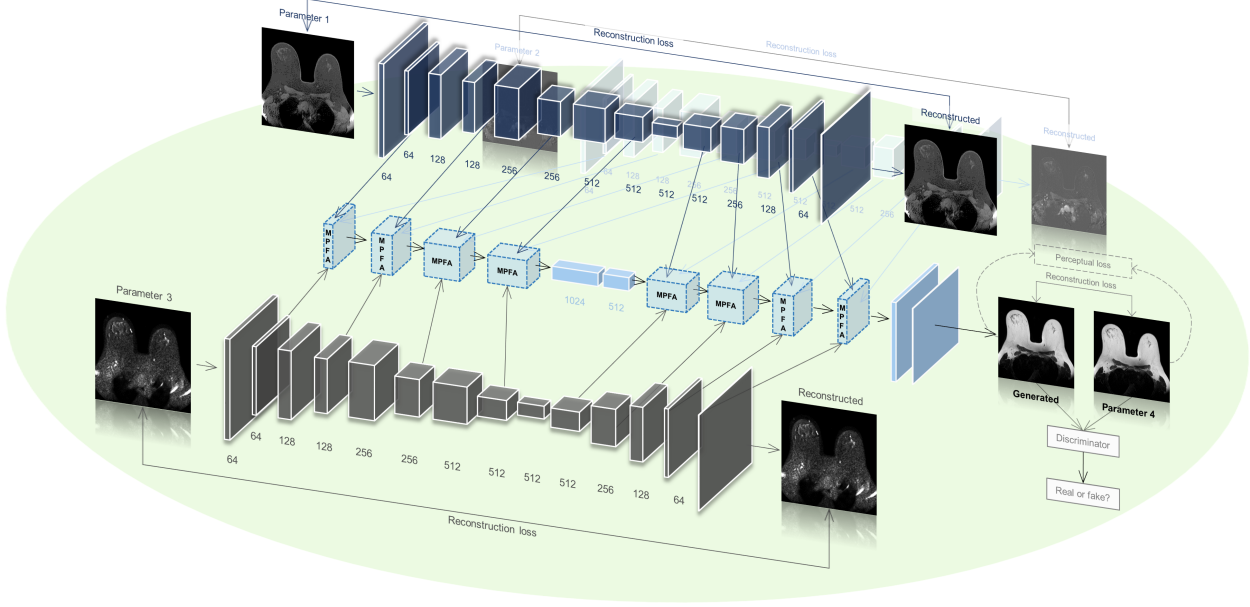 Parameter 1
Reconstruction loss
Reconstruction loss
Parameter 2
Reconstructed
Reconstructed
64
64
128
128
256
256
512
512
512
512
256
128
64
64
64
128
128
256
256
512
512
512
256
MPFA
MPFA
MPFA
MPFA
1024
512
MPFA
MPFA
MPFA
MPFA
Perceptual loss
Reconstruction loss
Generated
Parameter 4
Discriminator
Real or fake?
Parameter 3
64
64
128
128
256
256
512
512
512
512
256
128
64
Reconstructed
Reconstruction loss